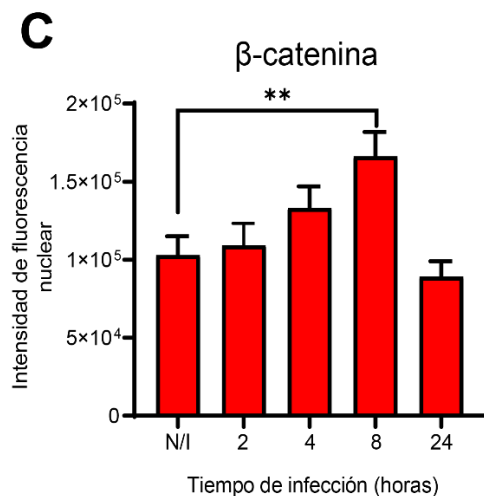 C
β-catenina
**
Intensidad de fluorescencia
nuclear
2×10⁵
1.5×10⁵
1×10⁵
5×10⁴
0
N/I 2 4 8 24
Tiempo de infección (horas)